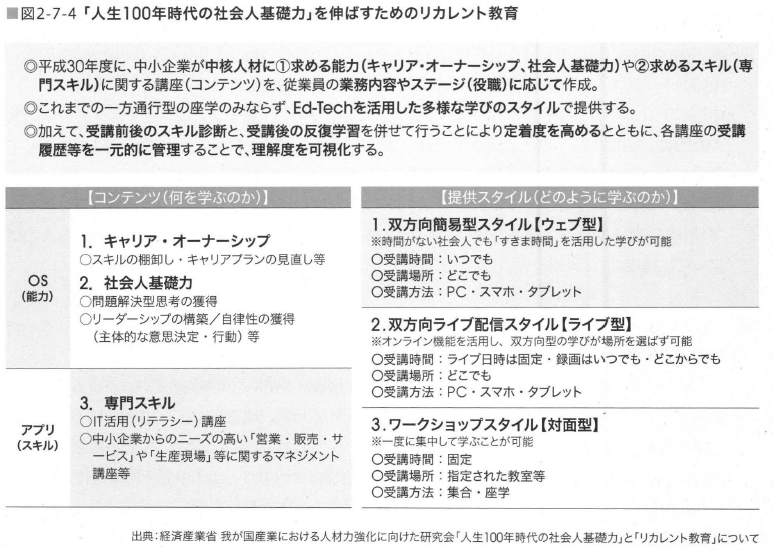 ■図2-7-4 「人生100年時代の社会人基礎力」を伸ばすためのリカレント教育
◎平成30年度に、中小企業が中核人材に①求める能力（キャリア・オーナーシップ、社会人基礎力）や②求めるスキル（専
門スキル）に関する講座（コンテンツ）を、従業員の業務内容やステージ（役職）に応じて作成。
◎これまでの一方通行型の座学のみならず、Ed-Techを活用した多様な学びのスタイルで提供する。
◎加えて、受講前後のスキル診断と、受講後の反復学習を併せて行うことにより定着度を高めるとともに、各講座の受講
履歴等を一元的に管理することで、理解度を可視化する。
【コンテンツ（何を学ぶのか）】
OS
（能力）
1．キャリア・オーナーシップ
○スキルの棚卸し・キャリアプランの見直し等
2．社会人基礎力
○問題解決型思考の獲得
○リーダーシップの構築／自律性の獲得
（主体的な意思決定・行動）等
アプリ
（スキル）
3．専門スキル
○IT活用（リテラシー）講座
○中小企業からのニーズの高い「営業・販売・サ
ービス」や「生産現場」等に関するマネジメント
講座等
【提供スタイル（どのように学ぶのか）】
1．双方向簡易型スタイル【ウェブ型】
※時間がない社会人でも「すきま時間」を活用した学びが可能
○受講時間：いつでも
○受講場所：どこでも
○受講方法：PC・スマホ・タブレット
2．双方向ライブ配信スタイル【ライブ型】
※オンライン機能を活用し、双方向型の学びが場所を選ばず可能
○受講時間：ライブ日時は固定・録画はいつでも・どこからでも
○受講場所：どこでも
○受講方法：PC・スマホ・タブレット
3．ワークショップスタイル【対面型】
※一度に集中して学ぶことが可能
○受講時間：固定
○受講場所：指定された教室等
○受講方法：集合・座学
出典：経済産業省 我が国産業における人材力強化に向けた研究会「人生100年時代の社会人基礎力」と「リカレント教育」について